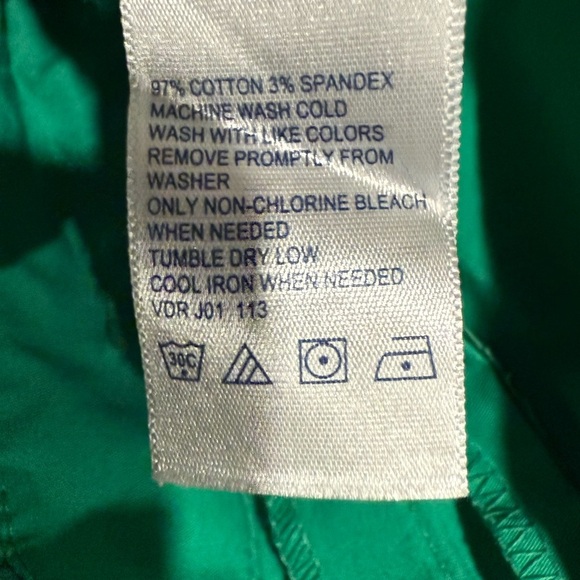 97% COTTON 3% SPANDEX
MACHINE WASH COLD
WASH WITH LIKE COLORS
REMOVE PROMPTLY FROM
WASHER
ONLY NON-CHLORINE BLEACH
WHEN NEEDED
TUMBLE DRY LOW
COOL IRON WHEN NEEDED
VDR J01 113
30C